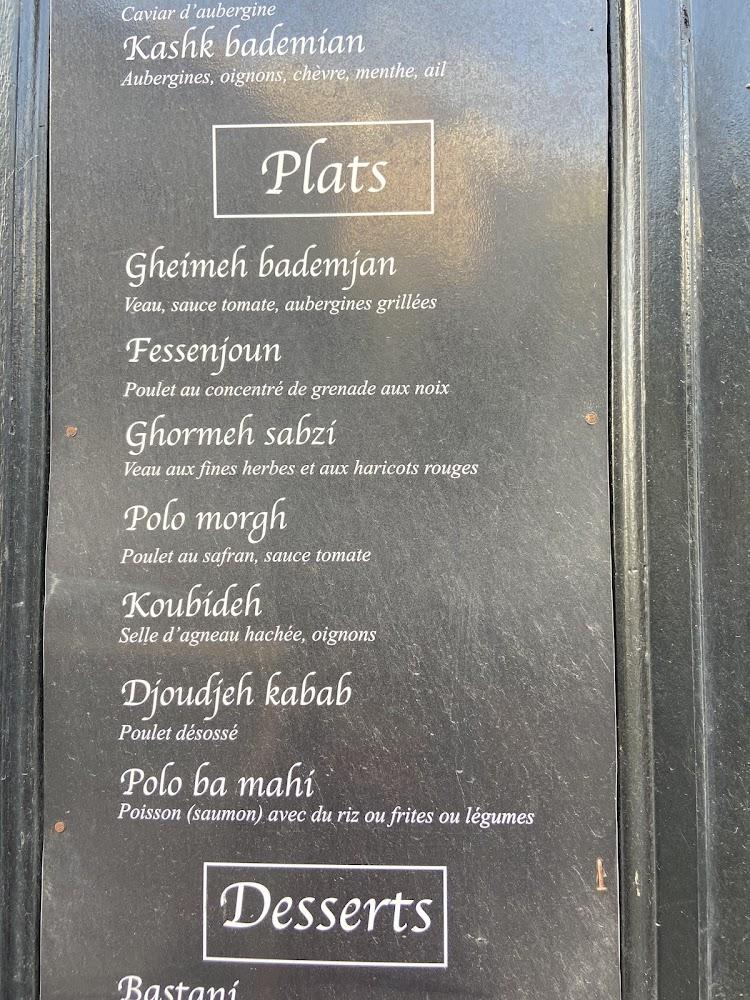 Caviar d'aubergine
Kashk bademian
Aubergines, oignons, chèvre, menthe, ail
Plats
Gheimeh bademjan
Veau, sauce tomate, aubergines grillées
Fessenjoun
Poulet au concentré de grenade aux noix
Ghormeh sabzi
Veau aux fines herbes et aux haricots rouges
Polo morgh
Poulet au safran, sauce tomate
Koubideh
Selle d'agneau hachée, oignons
Djoudjeh kabab
Poulet désossé
Polo ba mahi
Poisson (saumon) avec du riz ou frites ou légumes
Desserts
Bastani